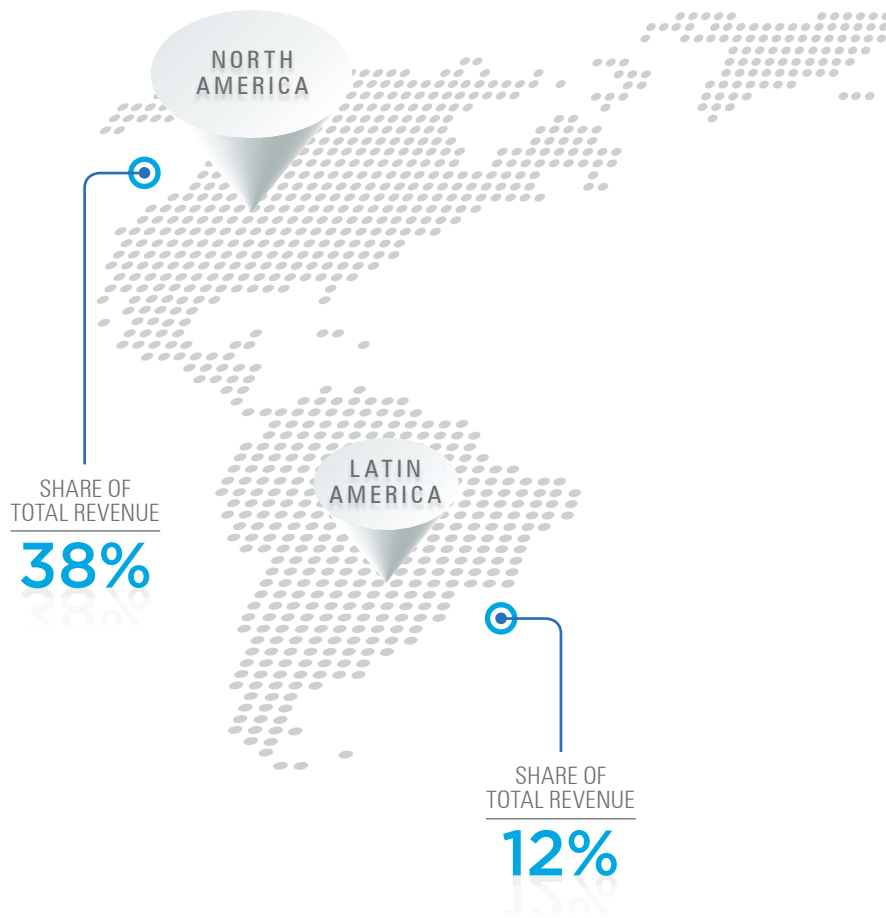 NORTH
AMERICA
LATIN
AMERICA
SHARE OF
TOTAL REVENUE
38%
SHARE OF
TOTAL REVENUE
12%